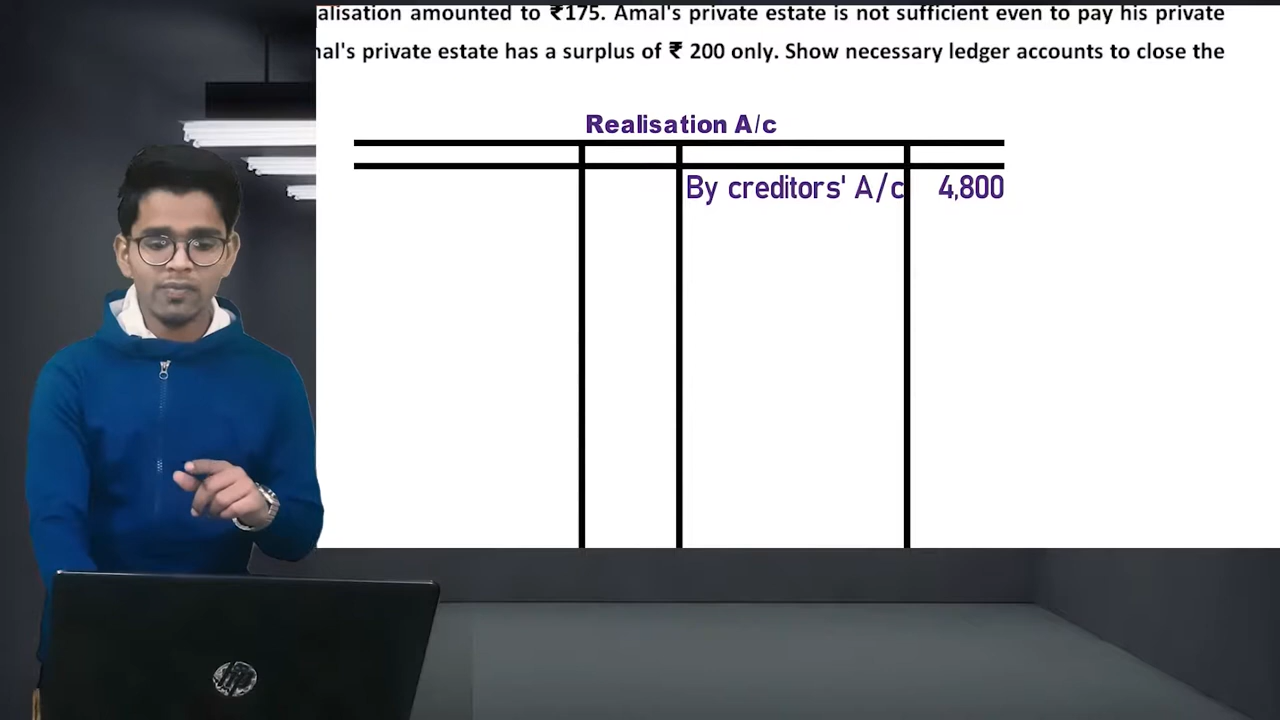 alisation amounted to ₹175. Amal's private estate is not sufficient even to pay his private
nal's private estate has a surplus of ₹ 200 only. Show necessary ledger accounts to close the
Realisation A/c
By creditors' A/c 4,800
hp